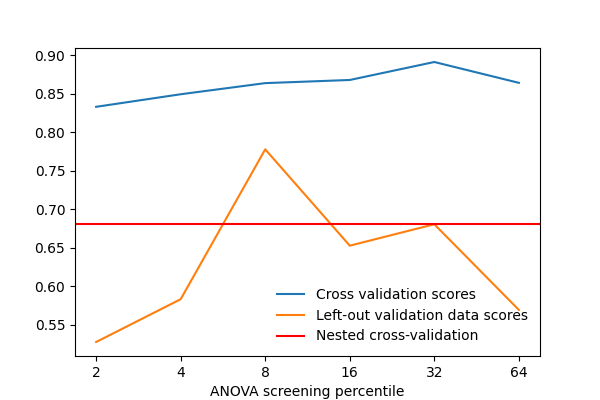 0.90
0.85
0.80
0.75
0.70
0.65
0.60
0.55
Cross validation scores
Left-out validation data scores
Nested cross-validation
2 4 8 16 32 64
ANOVA screening percentile